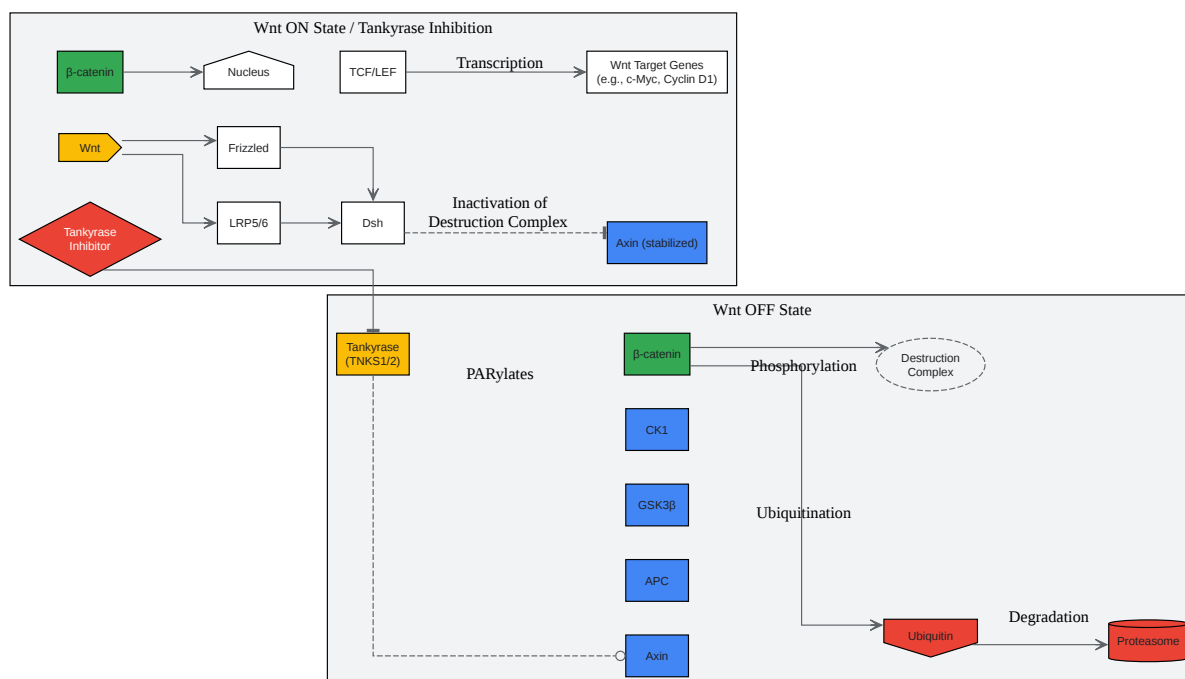 Wnt ON State / Tankyrase Inhibition
β-catenin
Nucleus
TCF/LEF
Transcription
Wnt Target Genes
(e.g., c-Myc, Cyclin D1)
Wnt
Frizzled
Tankyrase
Inhibitor
LRP5/6
Dsh
Inactivation of
Destruction Complex
Axin (stabilized)
Wnt OFF State
Tankyrase
(TNKS1/2)
PARylates
β-catenin
Phosphorylation
Destruction
Complex
CK1
GSK3β
Ubiquitination
APC
Axin
Ubiquitin
Degradation
Proteasome